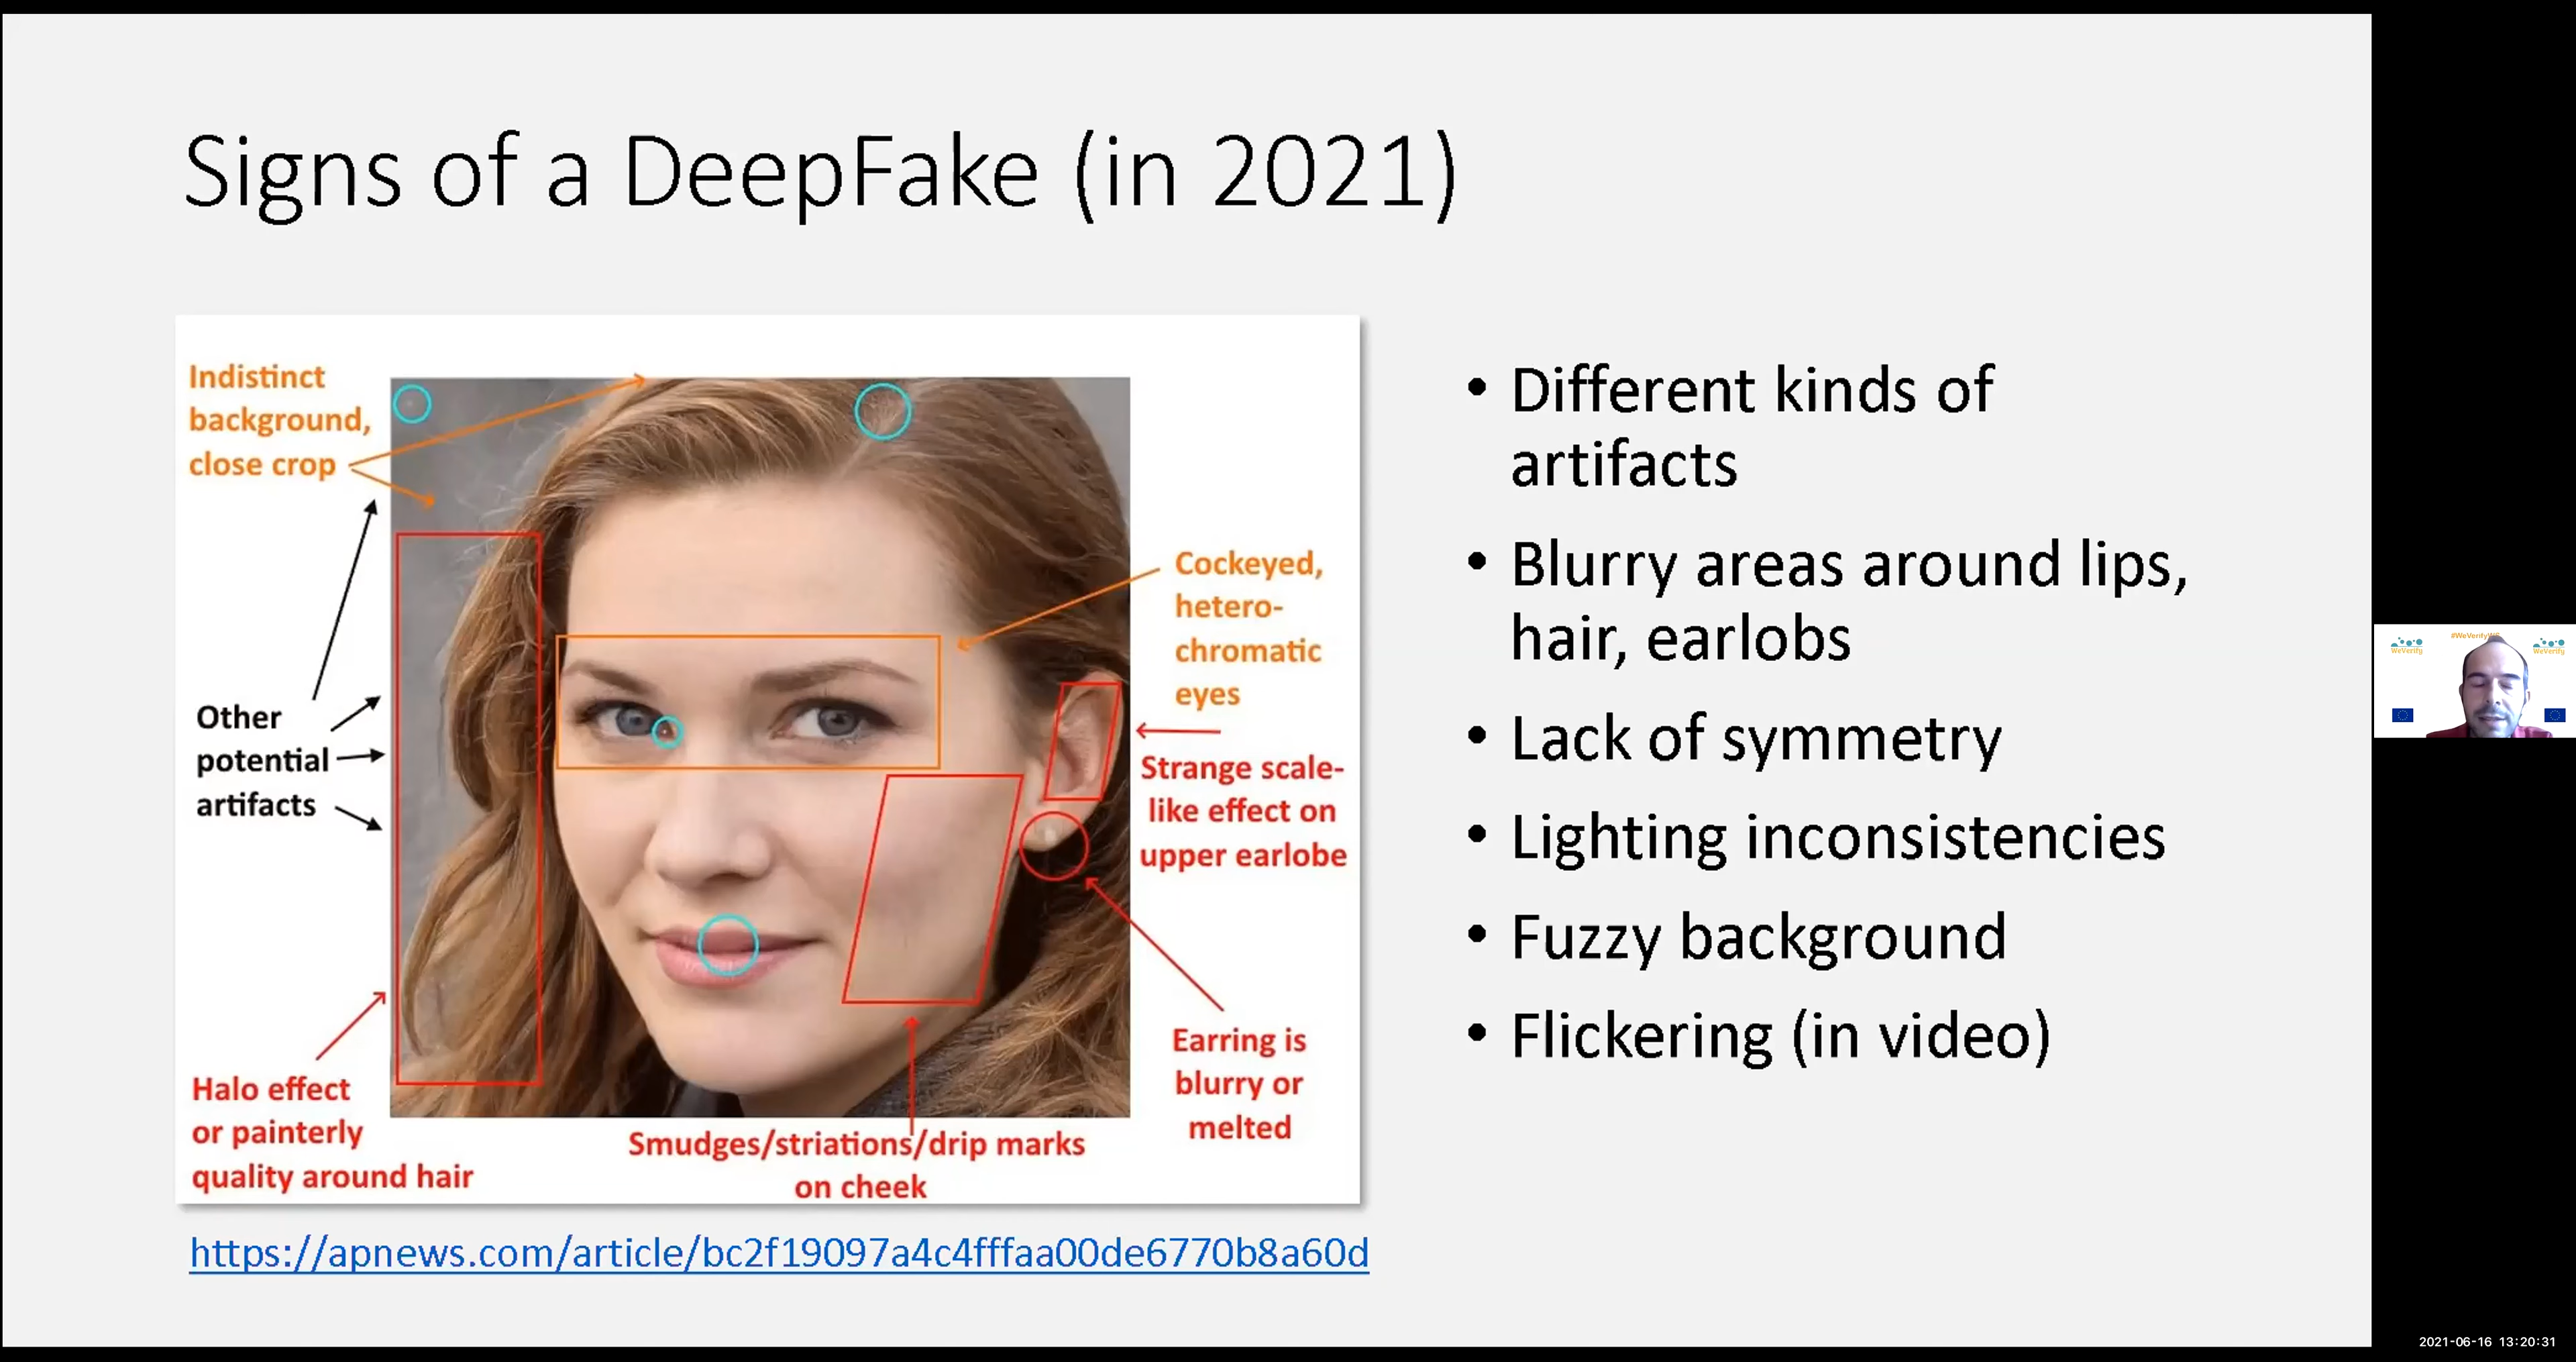 Signs of a DeepFake (in 2021)
Indistinct
background,
close crop
Other
potential
artifacts
Halo effect
or painterly
quality around hair
Cockeyed,
hetero-
chromatic
eyes
Strange scale-
like effect on
upper earlobe
Earring is
blurry or
melted
Smudges/striations/drip marks
on cheek
https://apnews.com/article/bc2f19097a4c4fffaa00de6770b8a60d
• Different kinds of
artifacts
• Blurry areas around lips,
hair, earlobs
• Lack of symmetry
• Lighting inconsistencies
• Fuzzy background
• Flickering (in video)
WeVerify
WeVerify
2021-06-16 13:20:31